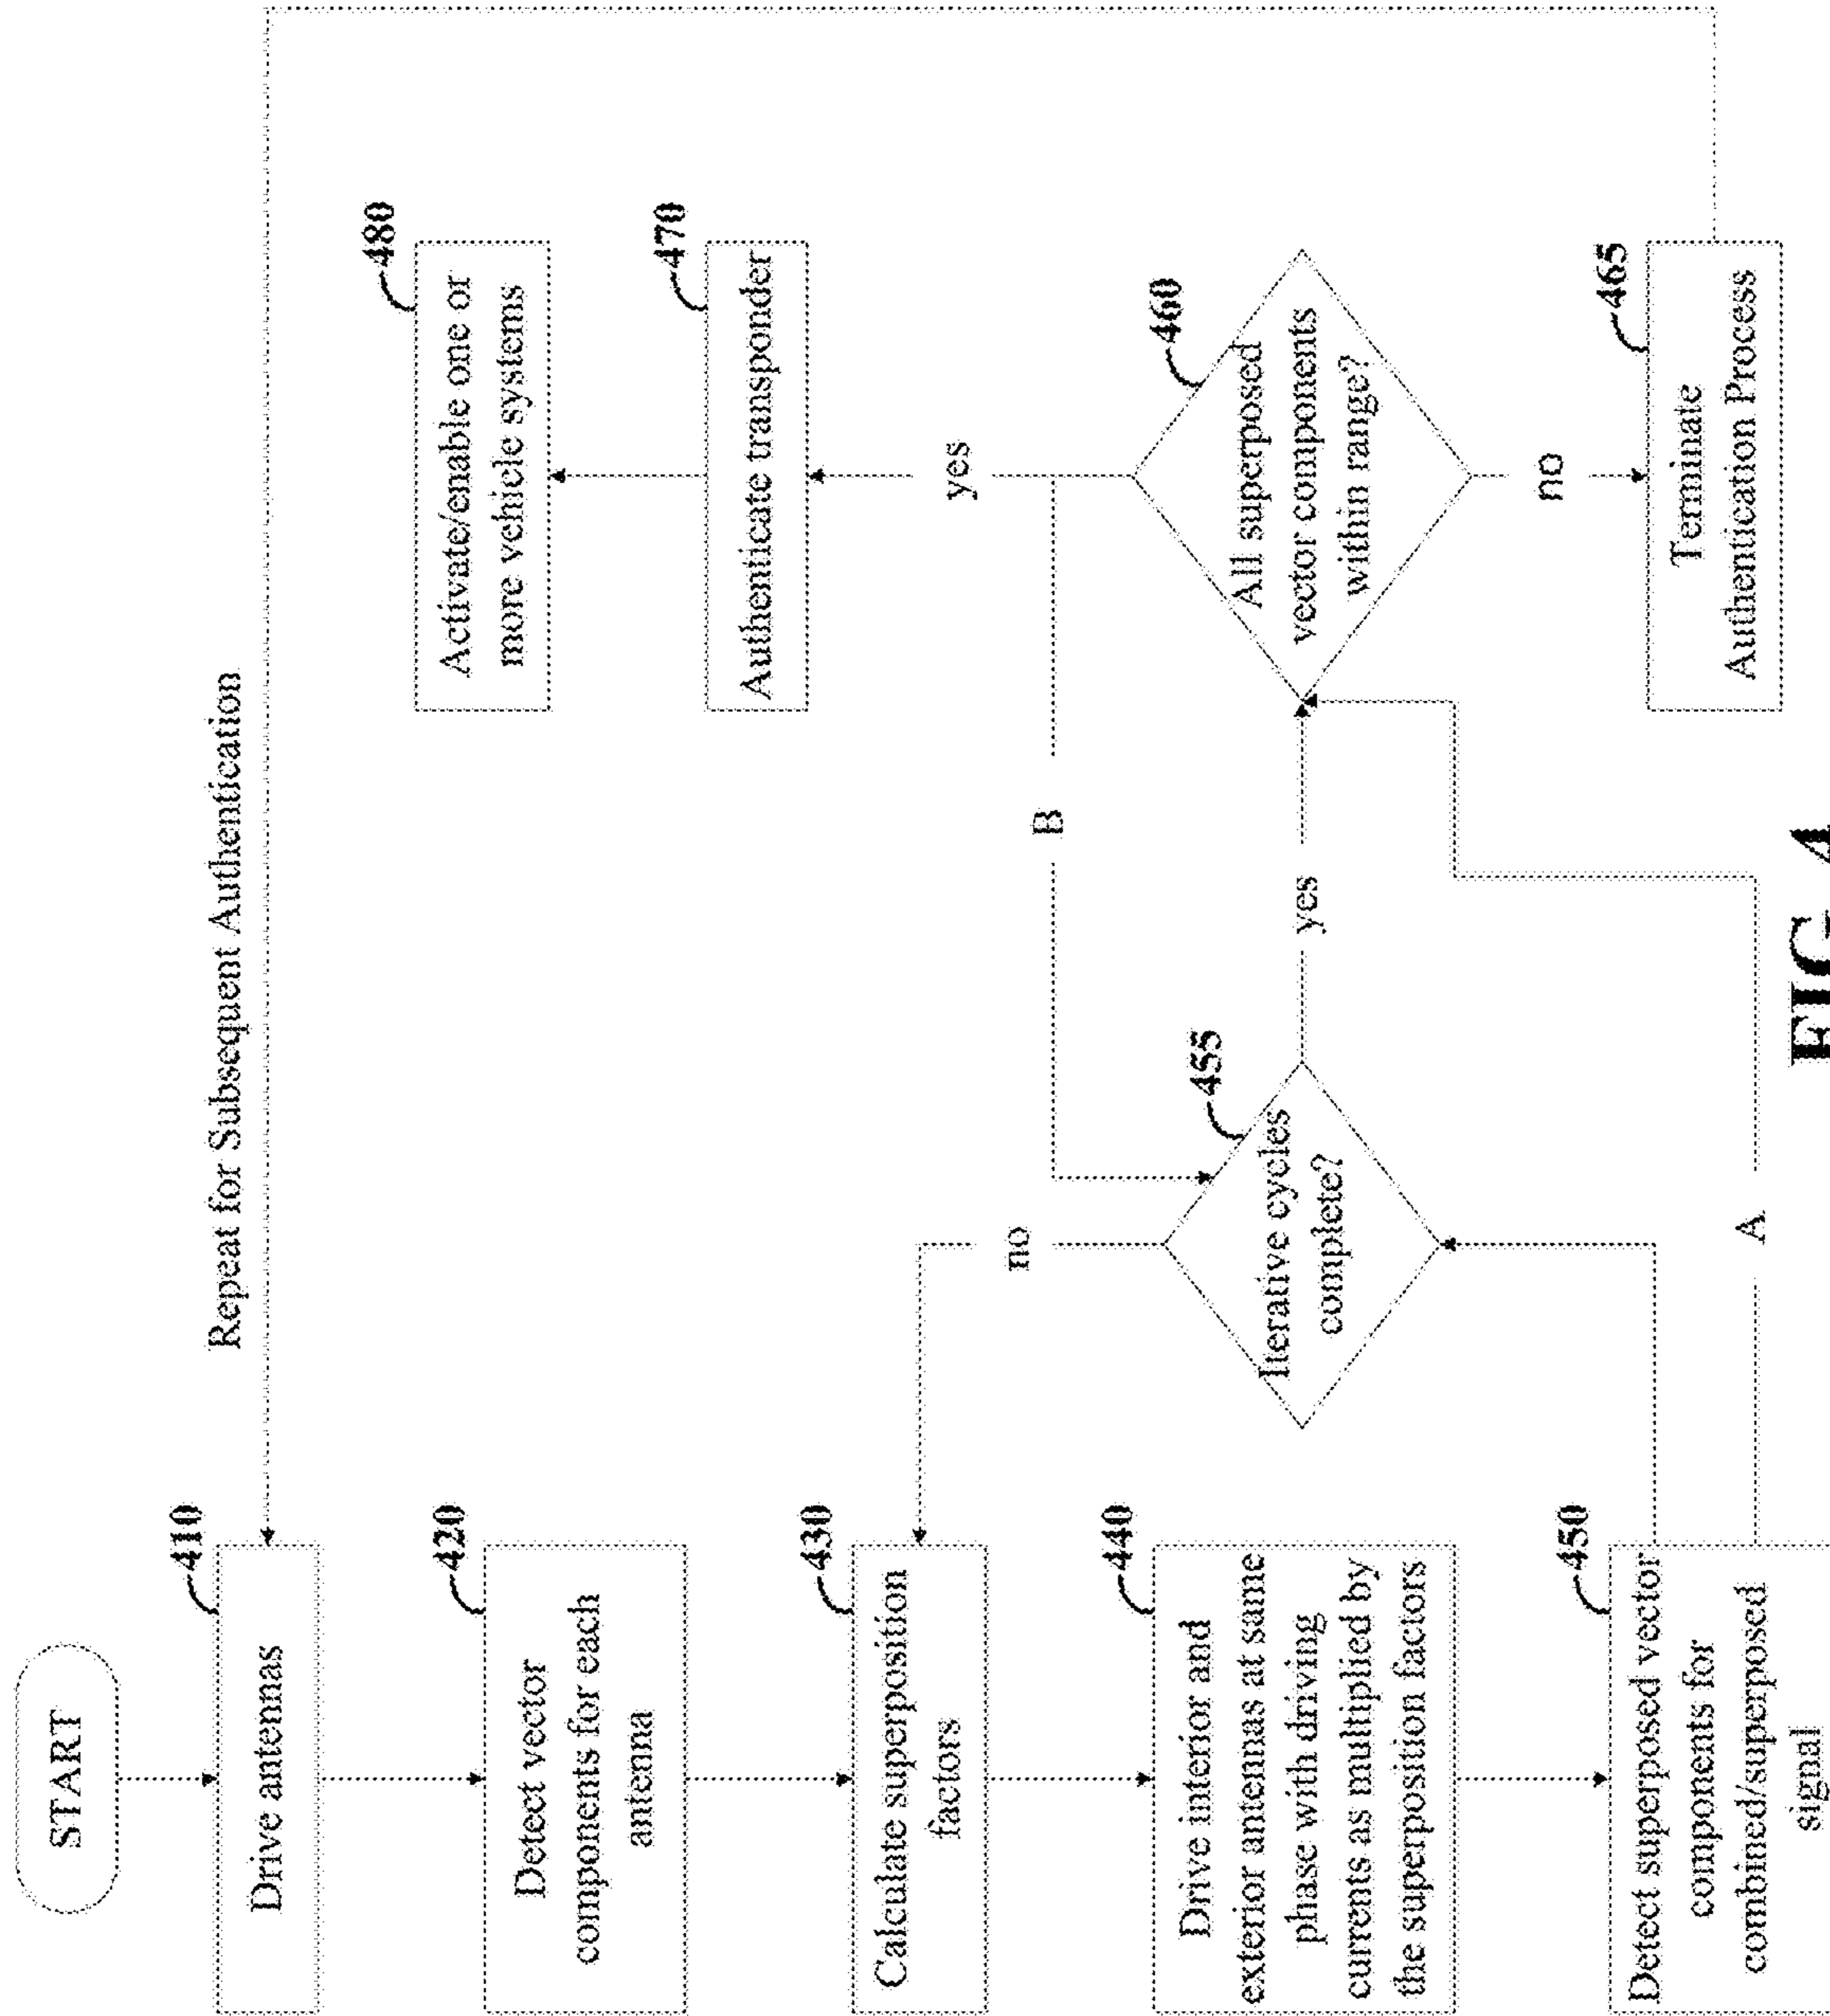 START
410
Drive antennas
420
Detect vector
components for each
antenna
430
Calculate superposition
factors
440
Drive interior and
exterior antennas at same
phase with driving
currents as multiplied by
the superposition factors
450
Detect superposed vector
components for
combined/superposed
signal
Repeat for Subsequent Authentication
no
455
Iterative cycles
complete?
yes
A
B
480
Activate/enable one or
more vehicle systems
470
Authenticate transponder
yes
460
All superposed
vector components
within range?
no
465
Terminate
Authentication Process
FIG. 4